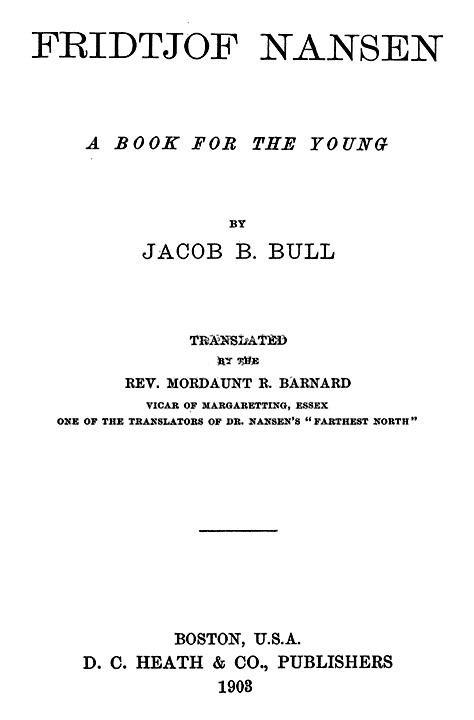 FRIDTJOF NANSEN
A BOOK FOR THE YOUNG
BY
JACOB B. BULL
TRANSLATED
BY THE
REV. MORDAUNT R. BARNARD
VICAR OF MARGARETTING, ESSEX
ONE OF THE TRANSLATORS OF DR. NANSEN'S "FARTHEST NORTH"
BOSTON, U.S.A.
D. C. HEATH & CO., PUBLISHERS
1903